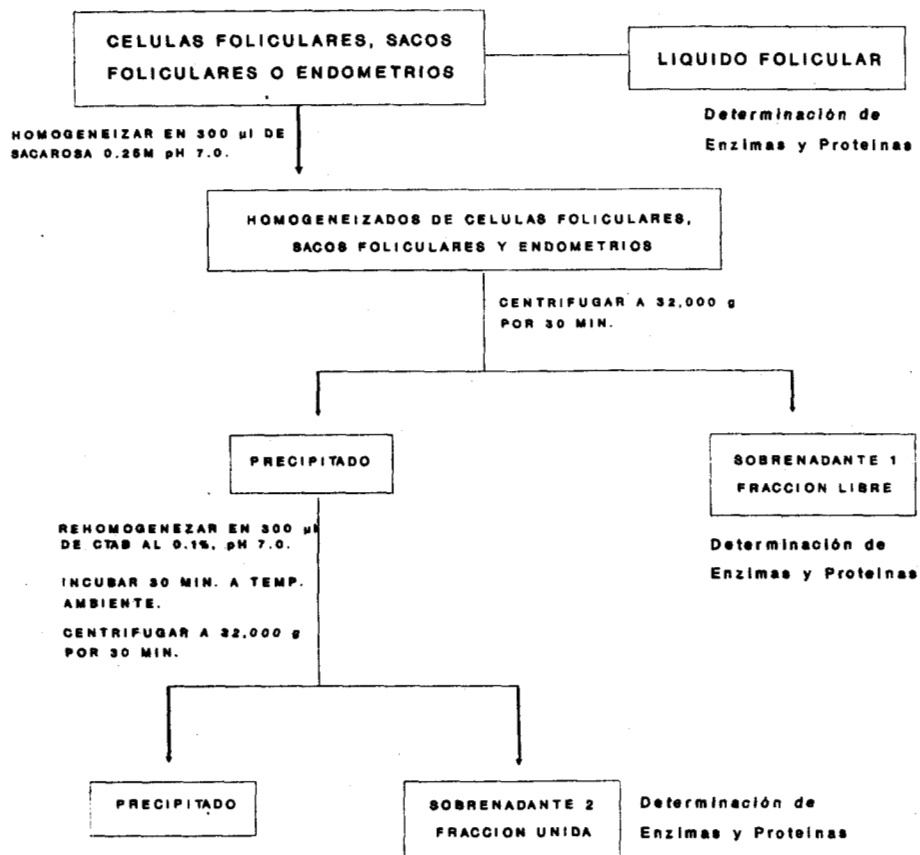 CELULAS FOLICULARES, SACOS
FOLICULARES O ENDOMETRIOS
LIQUIDO FOLICULAR
Determinación de
Enzimas y Proteinas
HOMOGENEIZAR EN 300 µl DE
SACAROSA 0.25M pH 7.0.
HOMOGENEIZADOS DE CELULAS FOLICULARES,
SACOS FOLICULARES Y ENDOMETRIOS
CENTRIFUGAR A 32,000 g
POR 30 MIN.
PRECIPITADO
SOBRENADANTE 1
FRACCION LIBRE
Determinación de
Enzimas y Proteinas
REHOMOGENEZAR EN 300 µl
DE CTAB AL 0.1%, pH 7.0.
INCUBAR 30 MIN. A TEMP.
AMBIENTE.
CENTRIFUGAR A 32,000 g
POR 30 MIN.
PRECIPITADO
SOBRENADANTE 2
FRACCION UNIDA
Determinación de
Enzimas y Proteinas